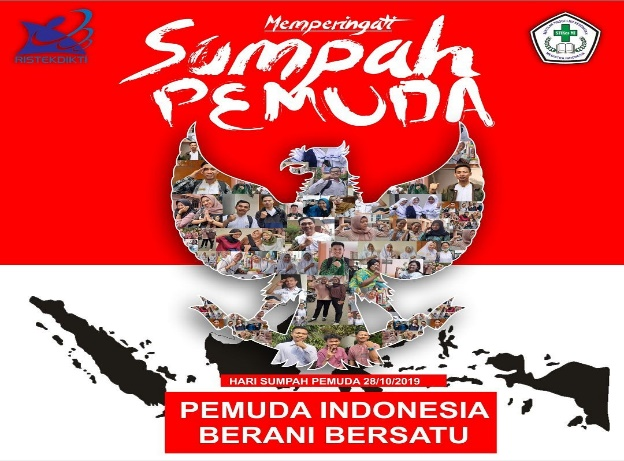 RISTEKDIKTI
Memperingati
Sumpah
PEMUDA
HARI SUMPAH PEMUDA 28/10/2019
PEMUDA INDONESIA
BERANI BERSATU